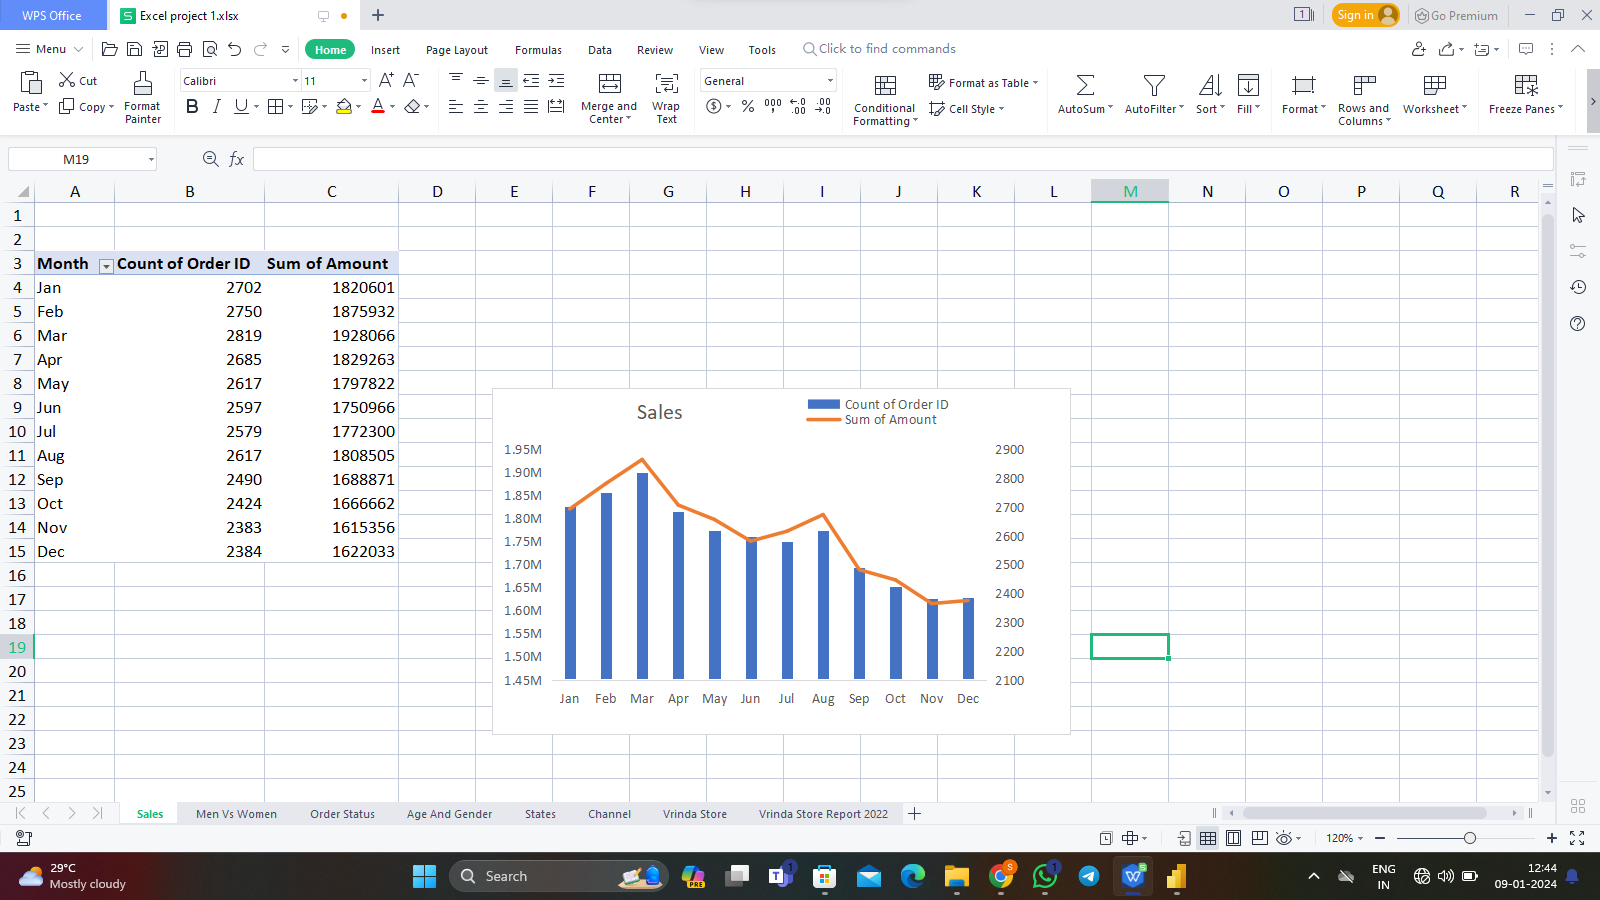 WPS Office
S Excel project 1.xlsx
1
Sign in
Go Premium
Menu
Home
Insert
Page Layout
Formulas
Data
Review
View
Tools
Click to find commands
Paste
Cut
Copy
Format
Painter
Calibri
11
A+ A-
B I U A
Merge and
Center
Wrap
Text
General
Conditional
Formatting
Format as Table
Cell Style
AutoSum
AutoFilter
Sort
Fill
Format
Rows and
Columns
Worksheet
Freeze Panes
M19
fx
A B C D E F G H I J K L M N O P Q R
1
2
3 Month Count of Order ID Sum of Amount
4 Jan 2702 1820601
5 Feb 2750 1875932
6 Mar 2819 1928066
7 Apr 2685 1829263
8 May 2617 1797822
9 Jun 2597 1750966
10 Jul 2579 1772300
11 Aug 2617 1808505
12 Sep 2490 1688871
13 Oct 2424 1666662
14 Nov 2383 1615356
15 Dec 2384 1622033
16
17
18
19
20
21
22
23
24
25
Sales
Count of Order ID
Sum of Amount
1.95M 2900
1.90M 2800
1.85M
1.80M 2700
1.75M 2600
1.70M 2500
1.65M 2400
1.60M
1.55M 2300
1.50M 2200
1.45M 2100
Jan Feb Mar Apr May Jun Jul Aug Sep Oct Nov Dec
Sales Men Vs Women Order Status Age And Gender States Channel Vrinda Store Vrinda Store Report 2022
120%
29°C
Mostly cloudy
Search
PRE
1
S
1
ENG
IN
12:44
09-01-2024